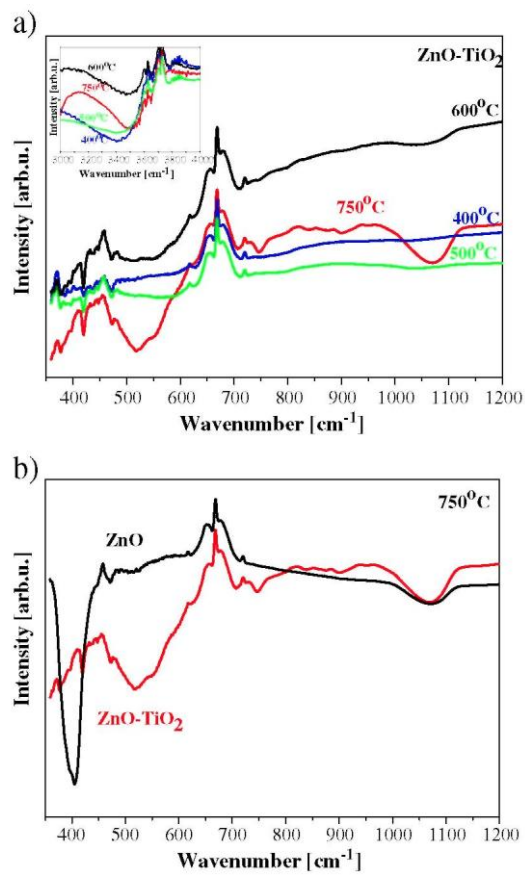 a)
ZnO-TiO2
600°C
750°C
400°C
500°C
Intensity [arb.u.]
600°C
750°C
500°C
400°C
3000 3200 3400 3600 3800 4000
Wavenumber [cm-1]
Intensity [arb.u.]
400 500 600 700 800 900 1000 1100 1200
Wavenumber [cm-1]
b)
750°C
ZnO
ZnO-TiO2
Intensity [arb.u.]
400 500 600 700 800 900 1000 1100 1200
Wavenumber [cm-1]